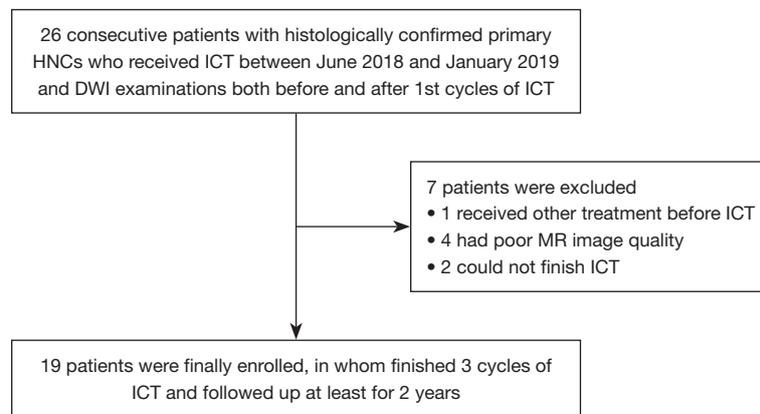 26 consecutive patients with histologically confirmed primary
HNCs who received ICT between June 2018 and January 2019
and DWI examinations both before and after 1st cycles of ICT
7 patients were excluded
• 1 received other treatment before ICT
• 4 had poor MR image quality
• 2 could not finish ICT
19 patients were finally enrolled, in whom finished 3 cycles of
ICT and followed up at least for 2 years